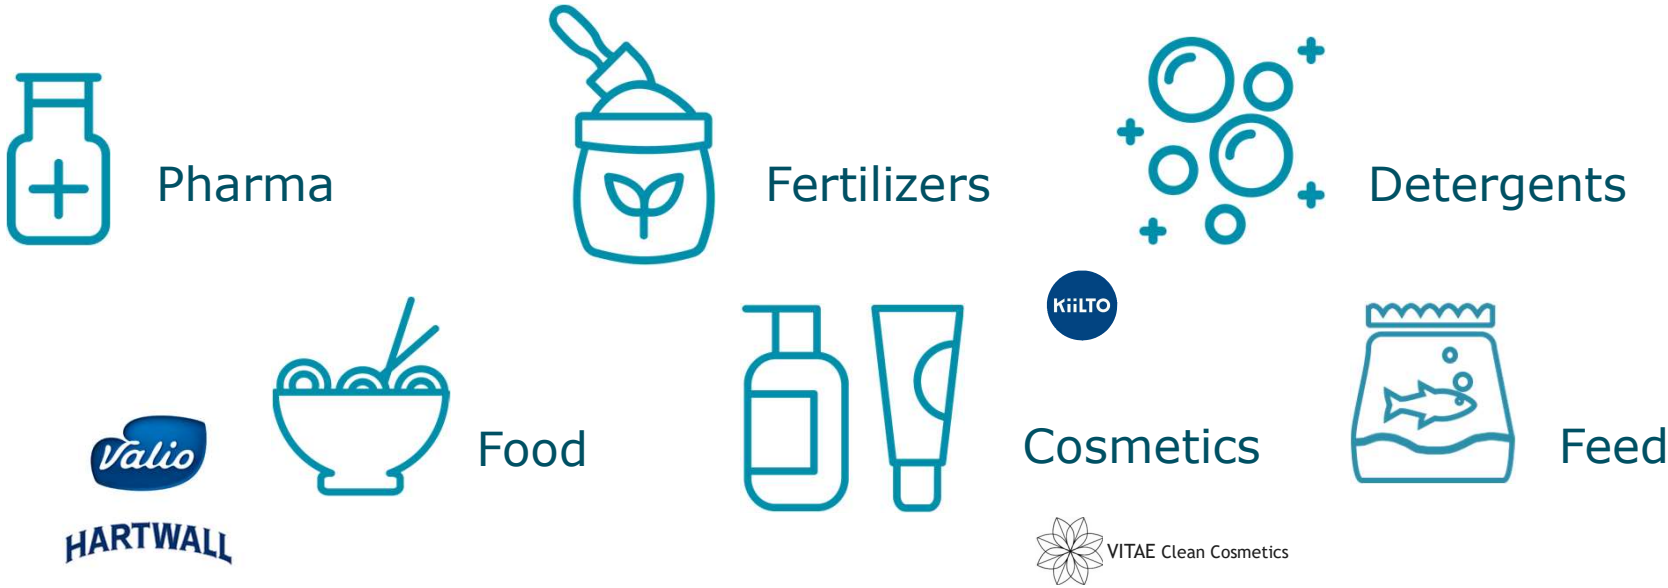 Pharma
Fertilizers
Detergents
KiiLTO
Valio
Food
Cosmetics
Feed
HARTWALL
VITAE Clean Cosmetics